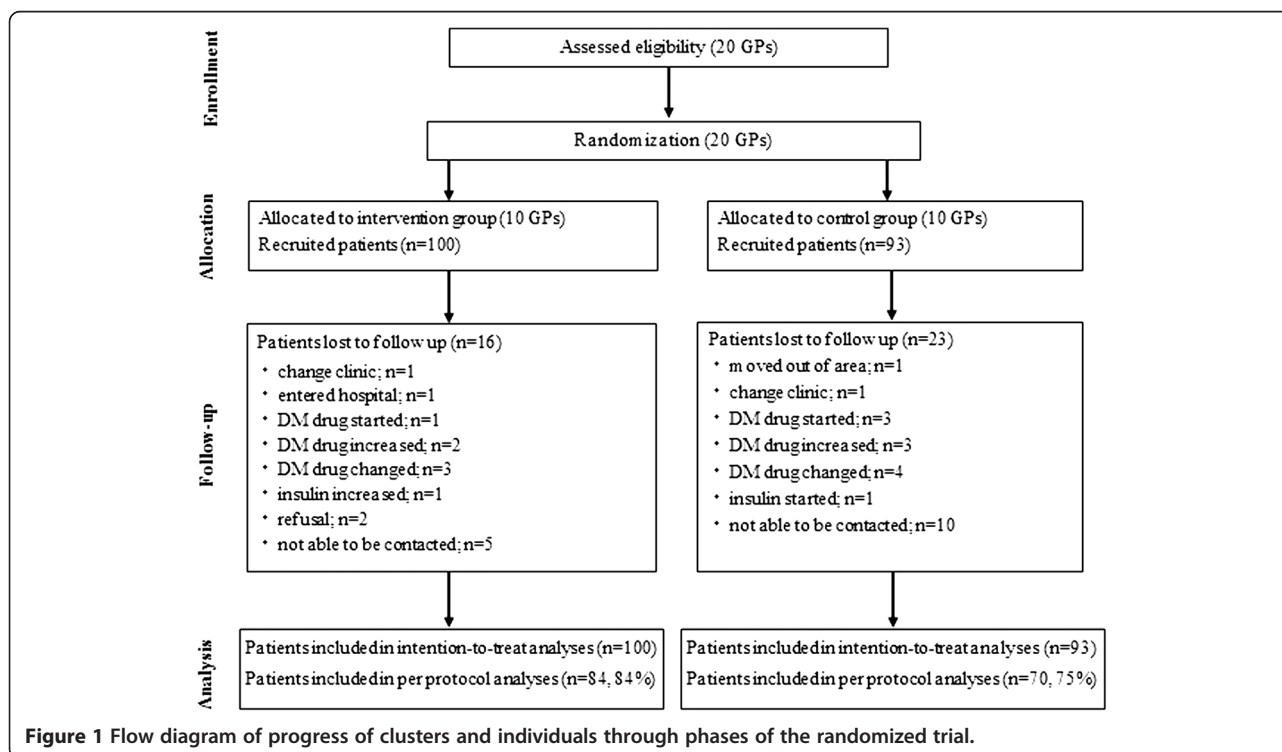 Enrollment
Assessed eligibility (20 GPs)
Randomization (20 GPs)
Allocation
Allocated to intervention group (10 GPs)
Recruited patients (n=100)
Allocated to control group (10 GPs)
Recruited patients (n=93)
Follow-up
Patients lost to follow up (n=16)
・ change clinic; n=1
・ entered hospital; n=1
・ DM drug started; n=1
・ DM drug increased; n=2
・ DM drug changed; n=3
・ insulin increased; n=1
・ refusal; n=2
・ not able to be contacted; n=5
Patients lost to follow up (n=23)
・ moved out of area; n=1
・ change clinic; n=1
・ DM drug started; n=3
・ DM drug increased; n=3
・ DM drug changed; n=4
・ insulin started; n=1
・ not able to be contacted; n=10
Analysis
Patients included in intention-to-treat analyses (n=100)
Patients included in per protocol analyses (n=84, 84%)
Patients included in intention-to-treat analyses (n=93)
Patients included in per protocol analyses (n=70, 75%)
Figure 1 Flow diagram of progress of clusters and individuals through phases of the randomized trial.